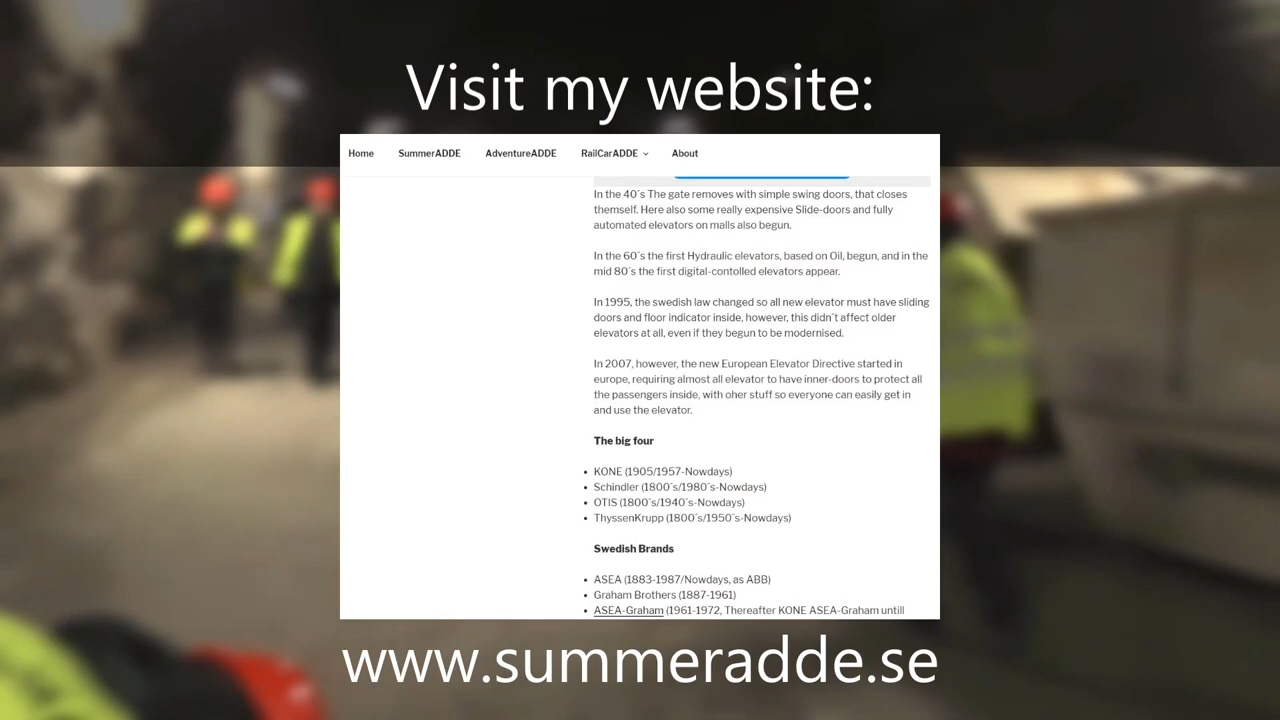 Visit my website:
Home SummerADDE AdventureADDE RailCarADDE About
In the 40´s The gate removes with simple swing doors, that closes
themself. Here also some really expensive Slide-doors and fully
automated elevators on malls also begun.
In the 60´s the first Hydraulic elevators, based on Oil, begun, and in the
mid 80´s the first digital-contolled elevators appear.
In 1995, the swedish law changed so all new elevator must have sliding
doors and floor indicator inside, however, this didn´t affect older
elevators at all, even if they begun to be modernised.
In 2007, however, the new European Elevator Directive started in
europe, requiring almost all elevator to have inner-doors to protect all
the passengers inside, with oher stuff so everyone can easily get in
and use the elevator.
The big four
• KONE (1905/1957-Nowdays)
• Schindler (1800´s/1980´s-Nowdays)
• OTIS (1800´s/1940´s-Nowdays)
• ThyssenKrupp (1800´s/1950´s-Nowdays)
Swedish Brands
• ASEA (1883-1987/Nowdays, as ABB)
• Graham Brothers (1887-1961)
• ASEA-Graham (1961-1972, Thereafter KONE ASEA-Graham untill
www.summeradde.se